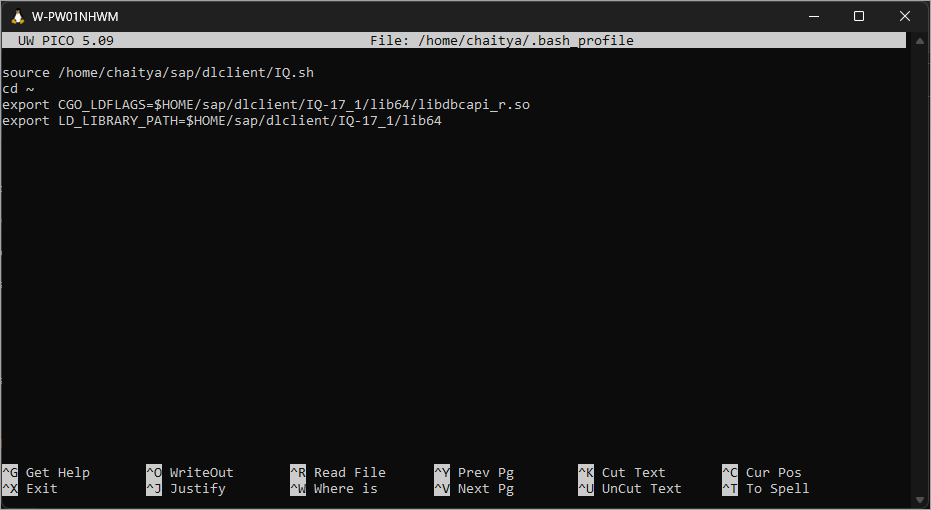 W-PW01NHWM
UW PICO 5.09 File: /home/chaitya/.bash_profile
source /home/chaitya/sap/dlclient/IQ.sh
cd ~
export CGO_LDFLAGS=$HOME/sap/dlclient/IQ-17_1/lib64/libdbcapi_r.so
export LD_LIBRARY_PATH=$HOME/sap/dlclient/IQ-17_1/lib64
^G Get Help ^O WriteOut ^R Read File ^Y Prev Pg ^K Cut Text ^C Cur Pos
^X Exit ^J Justify ^W Where is ^V Next Pg ^U UnCut Text ^T To Spell